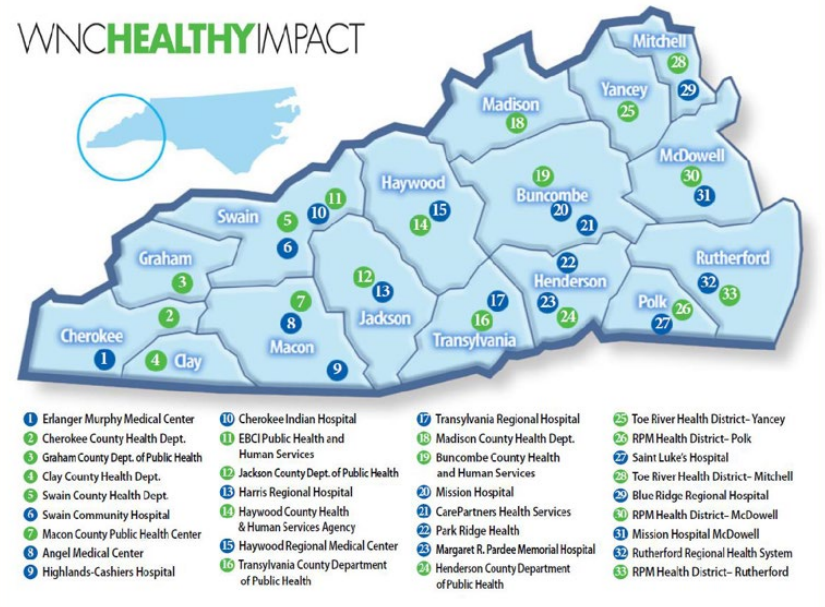 WNCHEALTHYIMPACT
Mitchell
28
29
Yancey
25
Madison
18
McDowell
30
31
Haywood
15
14
19
Buncombe
20
21
Swain
5
10
11
6
Graham
3
22
Henderson
23
24
Rutherford
32
33
12
13
Jackson
17
16
Transylvania
Polk
26
27
2
Cherokee
1
4
Clay
7
8
Macon
9
1 Erlanger Murphy Medical Center
2 Cherokee County Health Dept.
3 Graham County Dept. of Public Health
4 Clay County Health Dept.
5 Swain County Health Dept.
6 Swain Community Hospital
7 Macon County Public Health Center
8 Angel Medical Center
9 Highlands-Cashiers Hospital
10 Cherokee Indian Hospital
11 EBCI Public Health and
Human Services
12 Jackson County Dept. of Public Health
13 Harris Regional Hospital
14 Haywood County Health
& Human Services Agency
15 Haywood Regional Medical Center
16 Transylvania County Department
of Public Health
17 Transylvania Regional Hospital
18 Madison County Health Dept.
19 Buncombe County Health
and Human Services
20 Mission Hospital
21 CarePartners Health Services
22 Park Ridge Health
23 Margaret R. Pardee Memorial Hospital
24 Henderson County Department
of Public Health
25 Toe River Health District– Yancey
26 RPM Health District– Polk
27 Saint Luke's Hospital
28 Toe River Health District– Mitchell
29 Blue Ridge Regional Hospital
30 RPM Health District– McDowell
31 Mission Hospital McDowell
32 Rutherford Regional Health System
33 RPM Health District– Rutherford